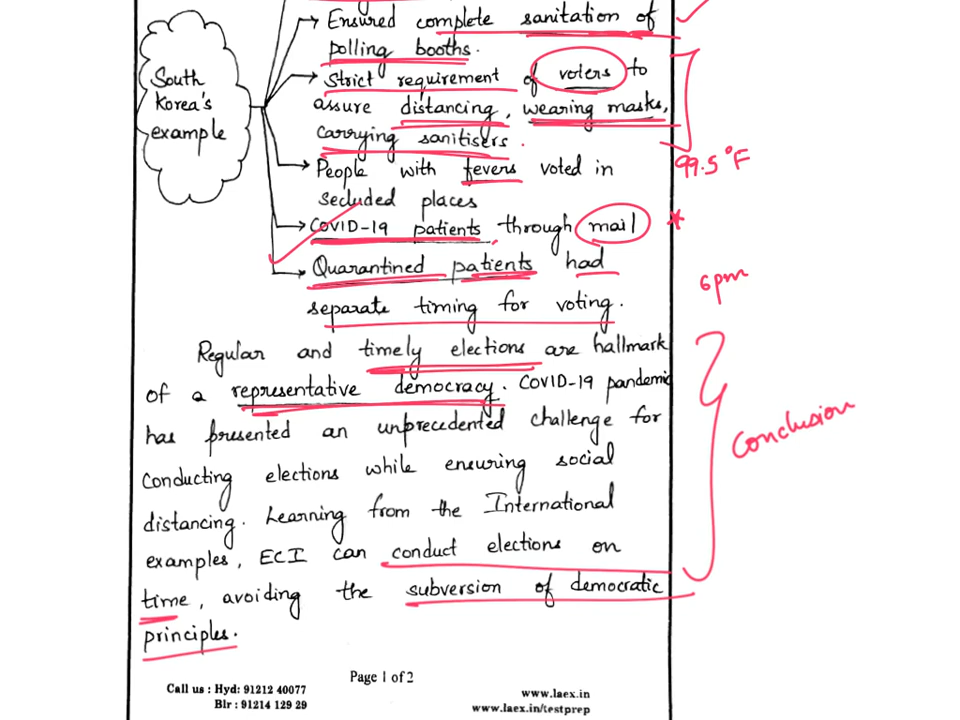 Ensured complete sanitation of
polling booths.
South
Korea's
example
Strict requirement of voters to
assure distancing, wearing masks,
carrying sanitisers.
99.5°F
People with fevers voted in
secluded places
COVID-19 patients, through mail
Quarantined patients had
separate timing for voting.
6pm
Regular and timely elections are hallmark
of a representative democracy. COVID-19 pandemic
has presented an unprecedented challenge for
conducting elections while ensuring social
distancing. Learning from the International
examples, ECI can conduct elections on
time, avoiding the subversion of democratic
principles.
Conclusion
Page 1 of 2
Call us : Hyd: 91212 40077
Blr : 91214 129 29
www.laex.in
www.laex.in/testprep